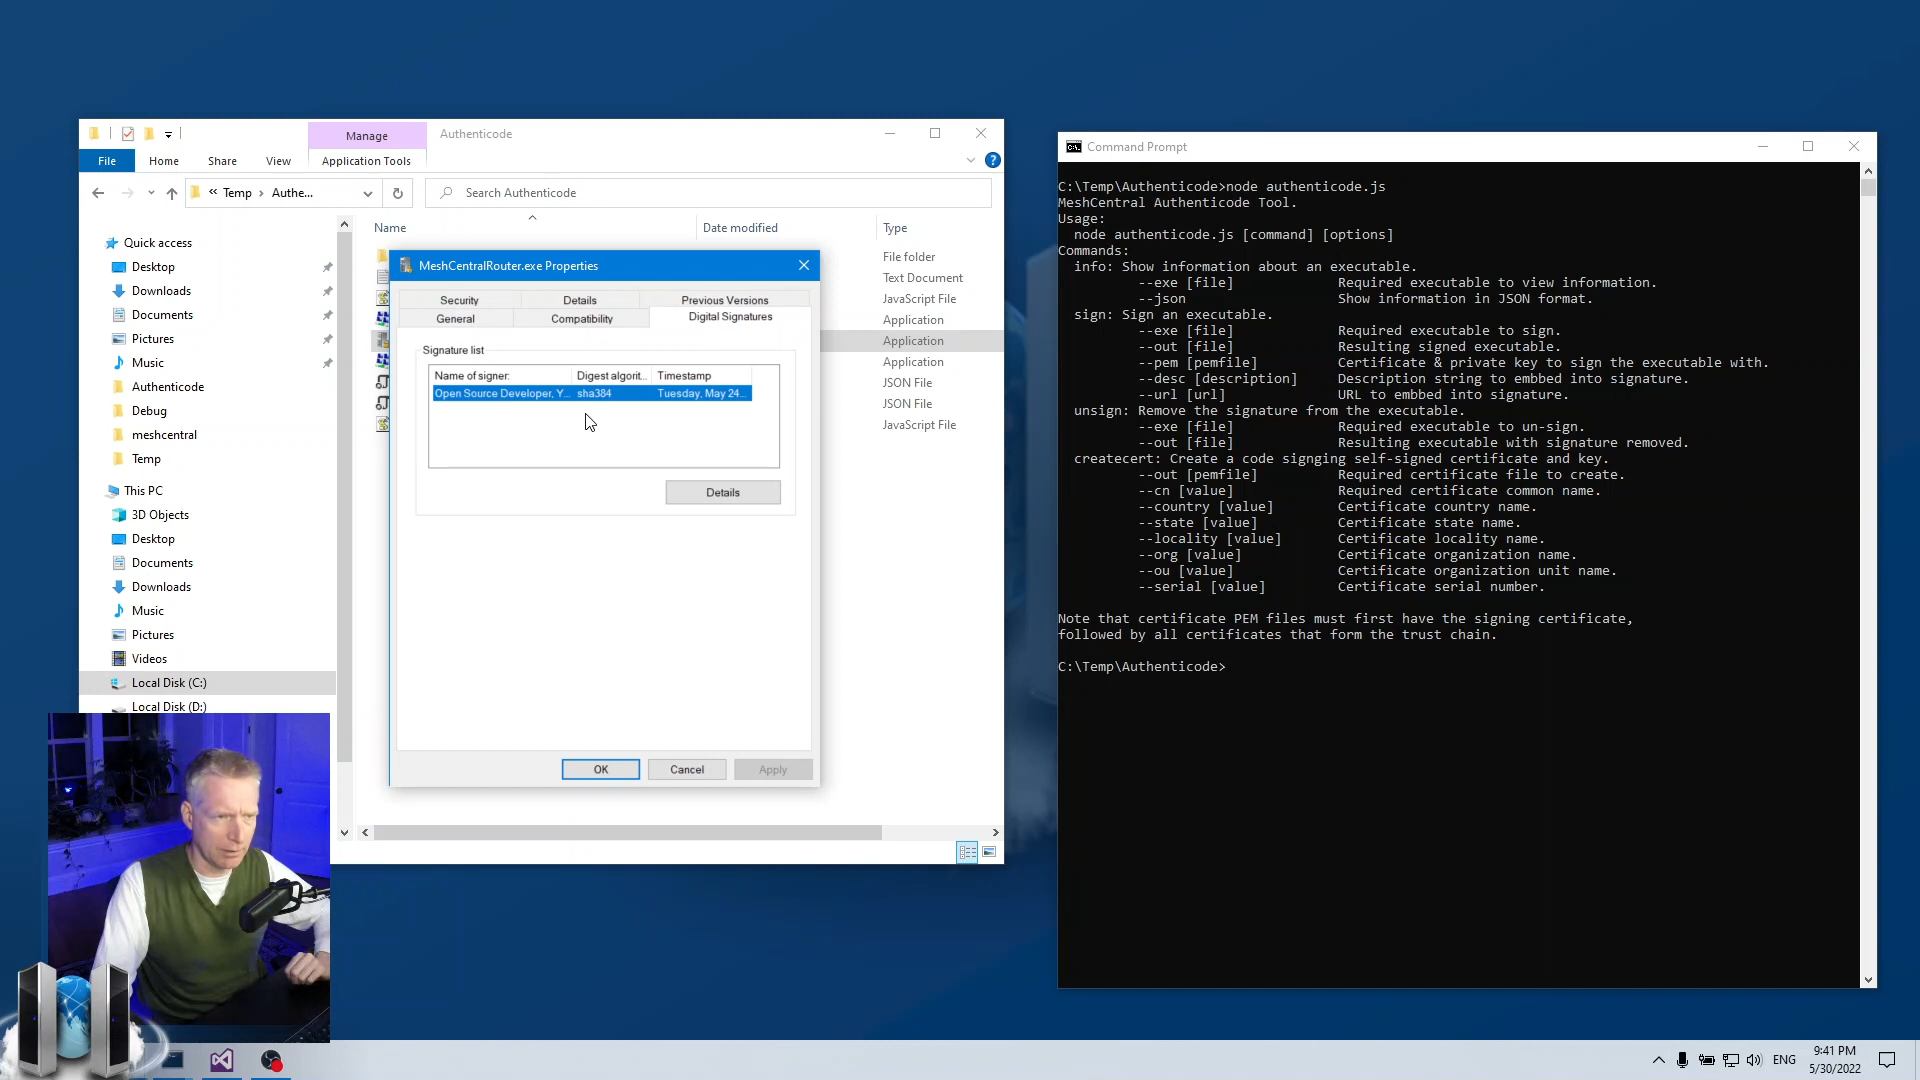 Manage
Authenticode
File
Home
Share
View
Application Tools
« Temp › Authe...
Search Authenticode
Name
Date modified
Type
Quick access
Desktop
Downloads
Documents
Pictures
Music
Authenticode
Debug
meshcentral
Temp
This PC
3D Objects
Desktop
Documents
Downloads
Music
Pictures
Videos
Local Disk (C:)
Local Disk (D:)
File folder
Text Document
JavaScript File
Application
Application
Application
JSON File
JSON File
JavaScript File
MeshCentralRouter.exe Properties
Security
Details
Previous Versions
General
Compatibility
Digital Signatures
Signature list
Name of signer:
Digest algorit...
Timestamp
Open Source Developer, Y...
sha384
Tuesday, May 24...
Details
OK
Cancel
Apply
Command Prompt
C:\Temp\Authenticode>node authenticode.js
MeshCentral Authenticode Tool.
Usage:
node authenticode.js [command] [options]
Commands:
info: Show information about an executable.
--exe [file] Required executable to view information.
--json Show information in JSON format.
sign: Sign an executable.
--exe [file] Required executable to sign.
--out [file] Resulting signed executable.
--pem [pemfile] Certificate & private key to sign the executable with.
--desc [description] Description string to embbed into signature.
--url [url] URL to embbed into signature.
unsign: Remove the signature from the executable.
--exe [file] Required executable to un-sign.
--out [file] Resulting executable with signature removed.
createcert: Create a code signging self-signed certificate and key.
--out [pemfile] Required certificate file to create.
--cn [value] Required certificate common name.
--country [value] Certificate country name.
--state [value] Certificate state name.
--locality [value] Certificate locality name.
--org [value] Certificate organization name.
--ou [value] Certificate organization unit name.
--serial [value] Certificate serial number.
Note that certificate PEM files must first have the signing certificate,
followed by all certificates that form the trust chain.
C:\Temp\Authenticode>
ENG
9:41 PM
5/30/2022